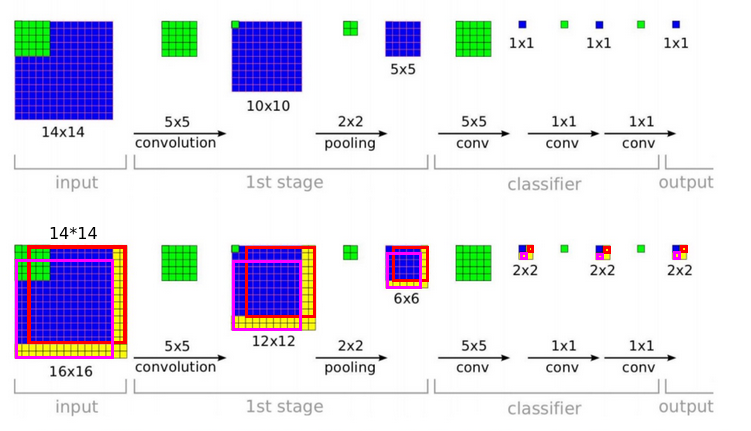 1x1 1x1 1x1
5x5
10x10
14x14
5x5 2x2 5x5 1x1 1x1
convolution pooling conv conv conv
input 1st stage classifier output
14*14
2x2 2x2 2x2
6x6
12x12
16x16
5x5 2x2 5x5 1x1 1x1
convolution pooling conv conv conv
input 1st stage classifier output